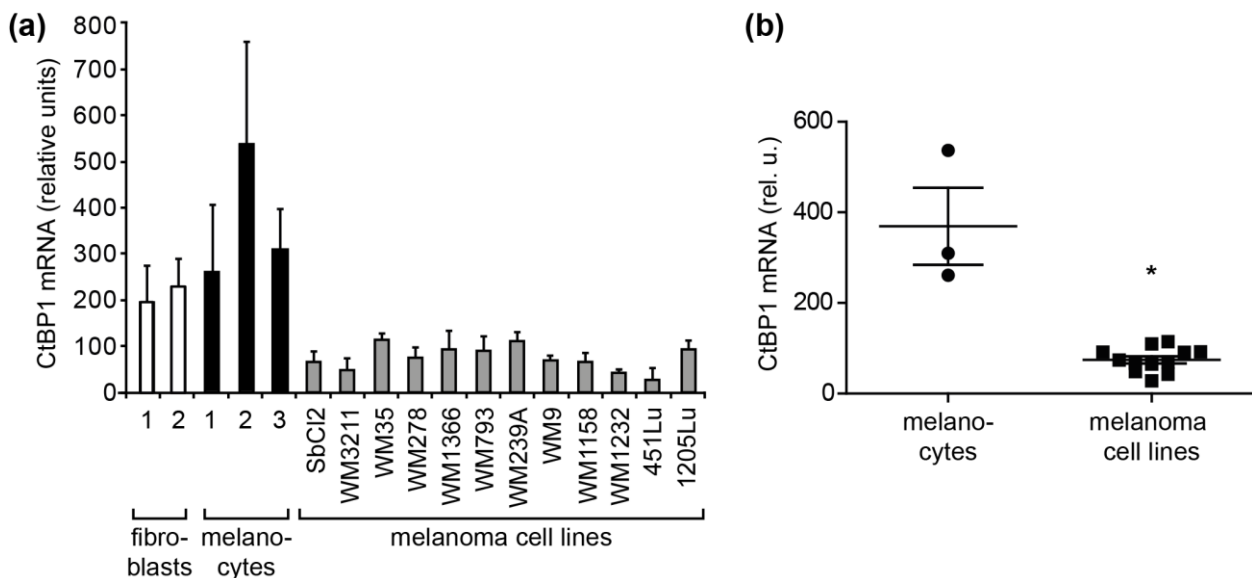 (a)
CtBP1 mRNA (relative units)
800
700
600
500
400
300
200
100
0
1 2 1 2 3 SbCl2 WM3211 WM35 WM278 WM1366 WM793 WM239A WM9 WM1158 WM1232 451Lu 1205Lu
fibro-
blasts
melano-
cytes
melanoma cell lines
(b)
CtBP1 mRNA (rel. u.)
600
400
200
0
*
melano-
cytes
melanoma
cell lines